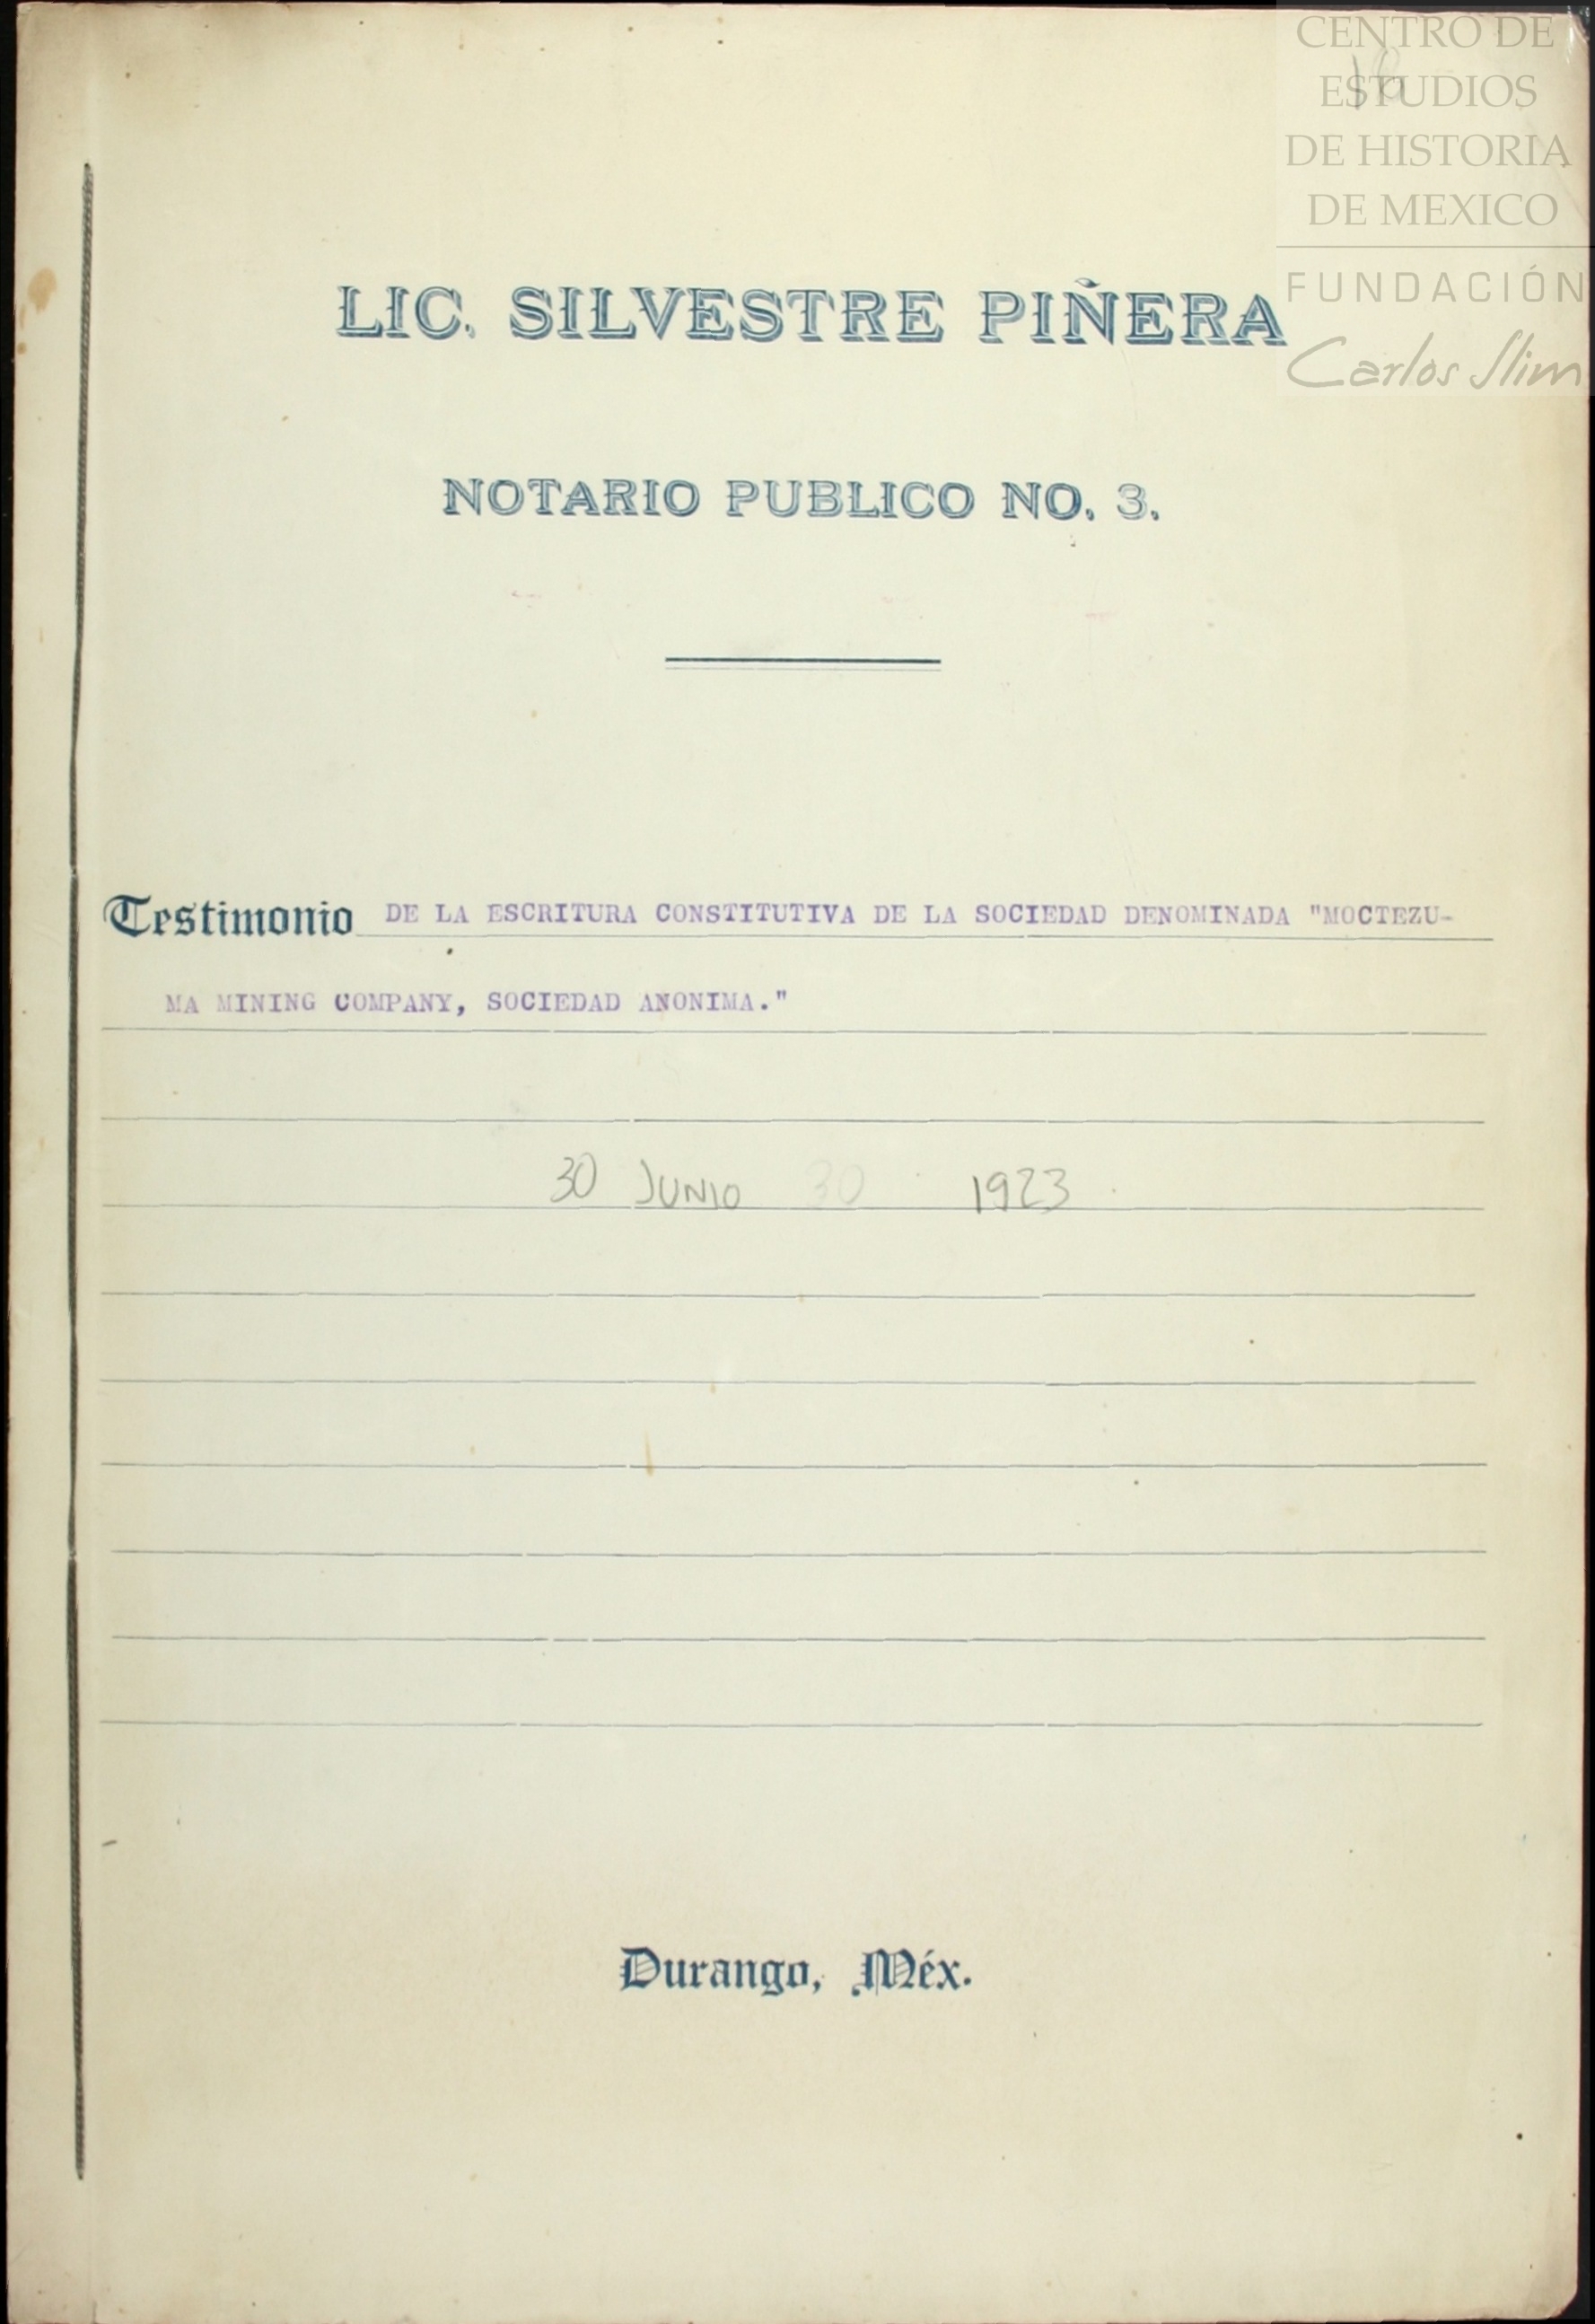 CENTRO DE
ESTUDIOS
DE HISTORIA
DE MEXICO
FUNDACIÓN
Carlos Slim
16
LIC. SILVESTRE PIÑERA
NOTARIO PUBLICO NO. 3.
Testimonio DE LA ESCRITURA CONSTITUTIVA DE LA SOCIEDAD DENOMINADA "MOCTEZU-
MA MINING COMPANY, SOCIEDAD ANONIMA."
30 JUNIO 30 1923
Durango, Méx.